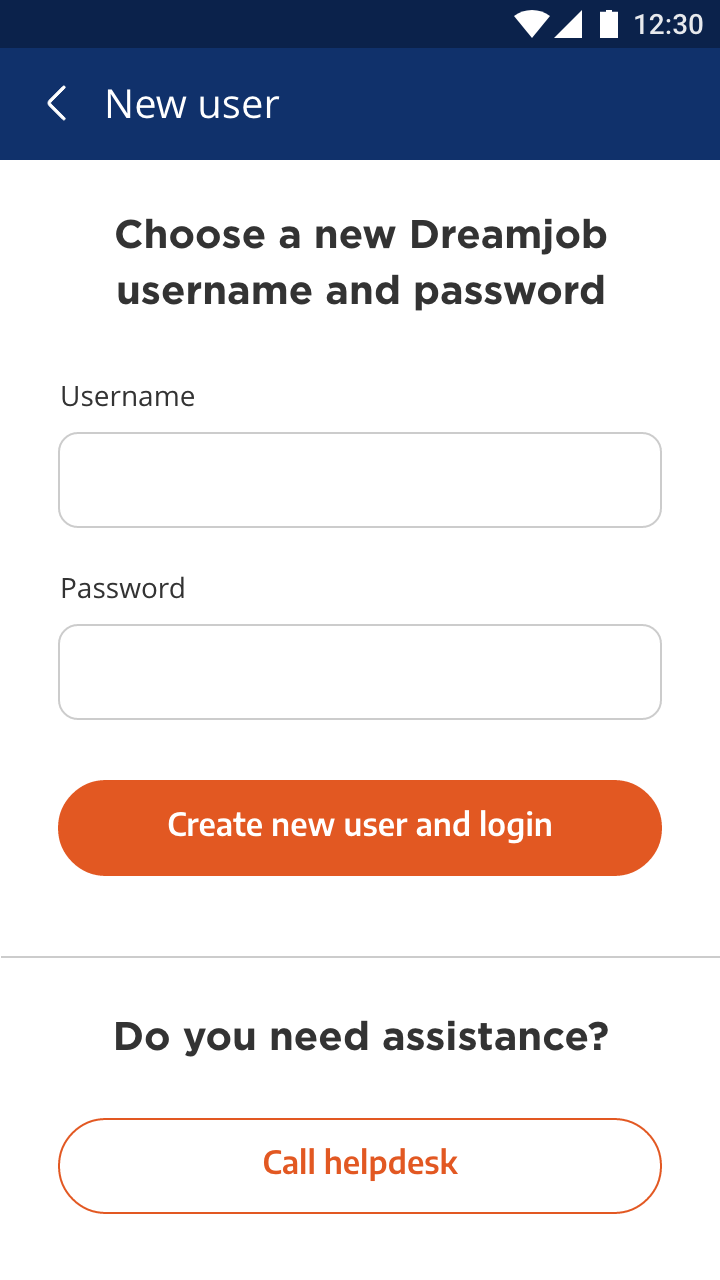 12:30
New user
Choose a new Dreamjob
username and password
Username
Password
Create new user and login
Do you need assistance?
Call helpdesk